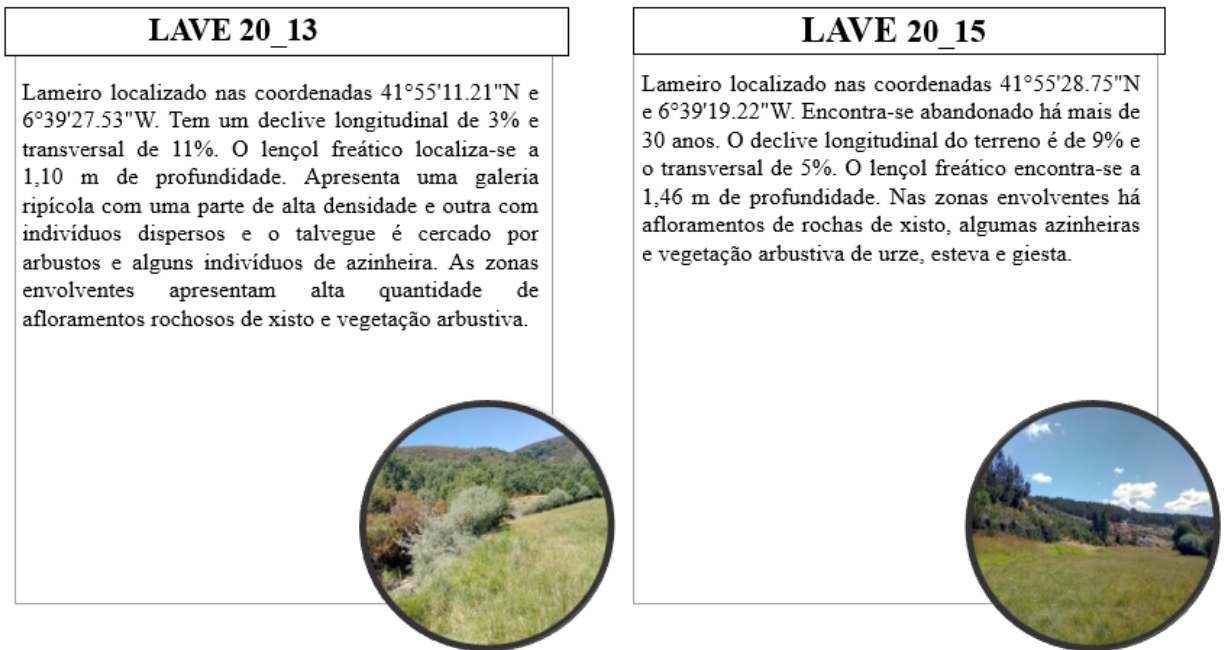 LAVE 20_13
Lameiro localizado nas coordenadas 41°55'11.21"N e
6°39'27.53"W. Tem um declive longitudinal de 3% e
transversal de 11%. O lençol freático localiza-se a
1,10 m de profundidade. Apresenta uma galeria
ripícola com uma parte de alta densidade e outra com
indivíduos dispersos e o talvegue é cercado por
arbustos e alguns indivíduos de azinheira. As zonas
envolventes apresentam alta quantidade de
afloramentos rochosos de xisto e vegetação arbustiva.
LAVE 20_15
Lameiro localizado nas coordenadas 41°55'28.75"N
e 6°39'19.22"W. Encontra-se abandonado há mais de
30 anos. O declive longitudinal do terreno é de 9% e
o transversal de 5%. O lençol freático encontra-se a
1,46 m de profundidade. Nas zonas envolventes há
afloramentos de rochas de xisto, algumas azinheiras
e vegetação arbustiva de urze, esteva e giesta.